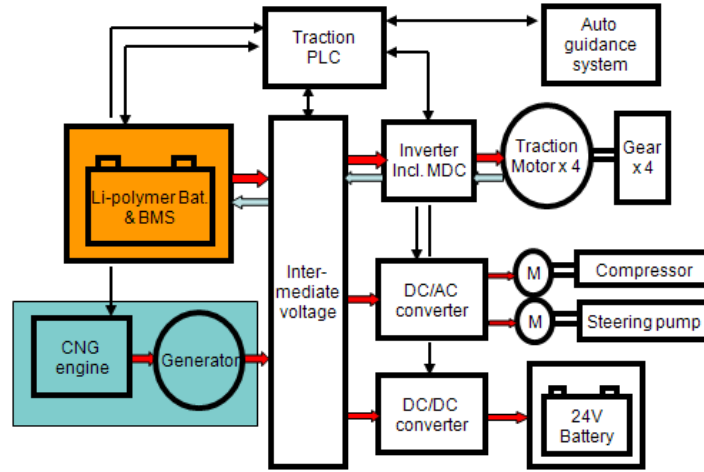 Traction
PLC
Auto
guidance
system
Li-polymer Bat.
& BMS
Inverter
Incl. MDC
Traction
Motor x 4
Gear
x 4
Inter-
mediate
voltage
DC/AC
converter
M
Compressor
M
Steering pump
CNG
engine
Generator
DC/DC
converter
24V
Battery